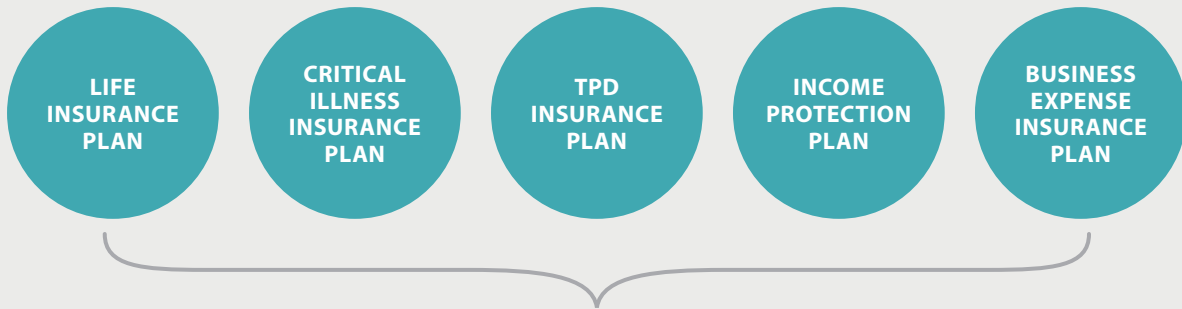 LIFE
INSURANCE
PLAN
CRITICAL
ILLNESS
INSURANCE
PLAN
TPD
INSURANCE
PLAN
INCOME
PROTECTION
PLAN
BUSINESS
EXPENSE
INSURANCE
PLAN